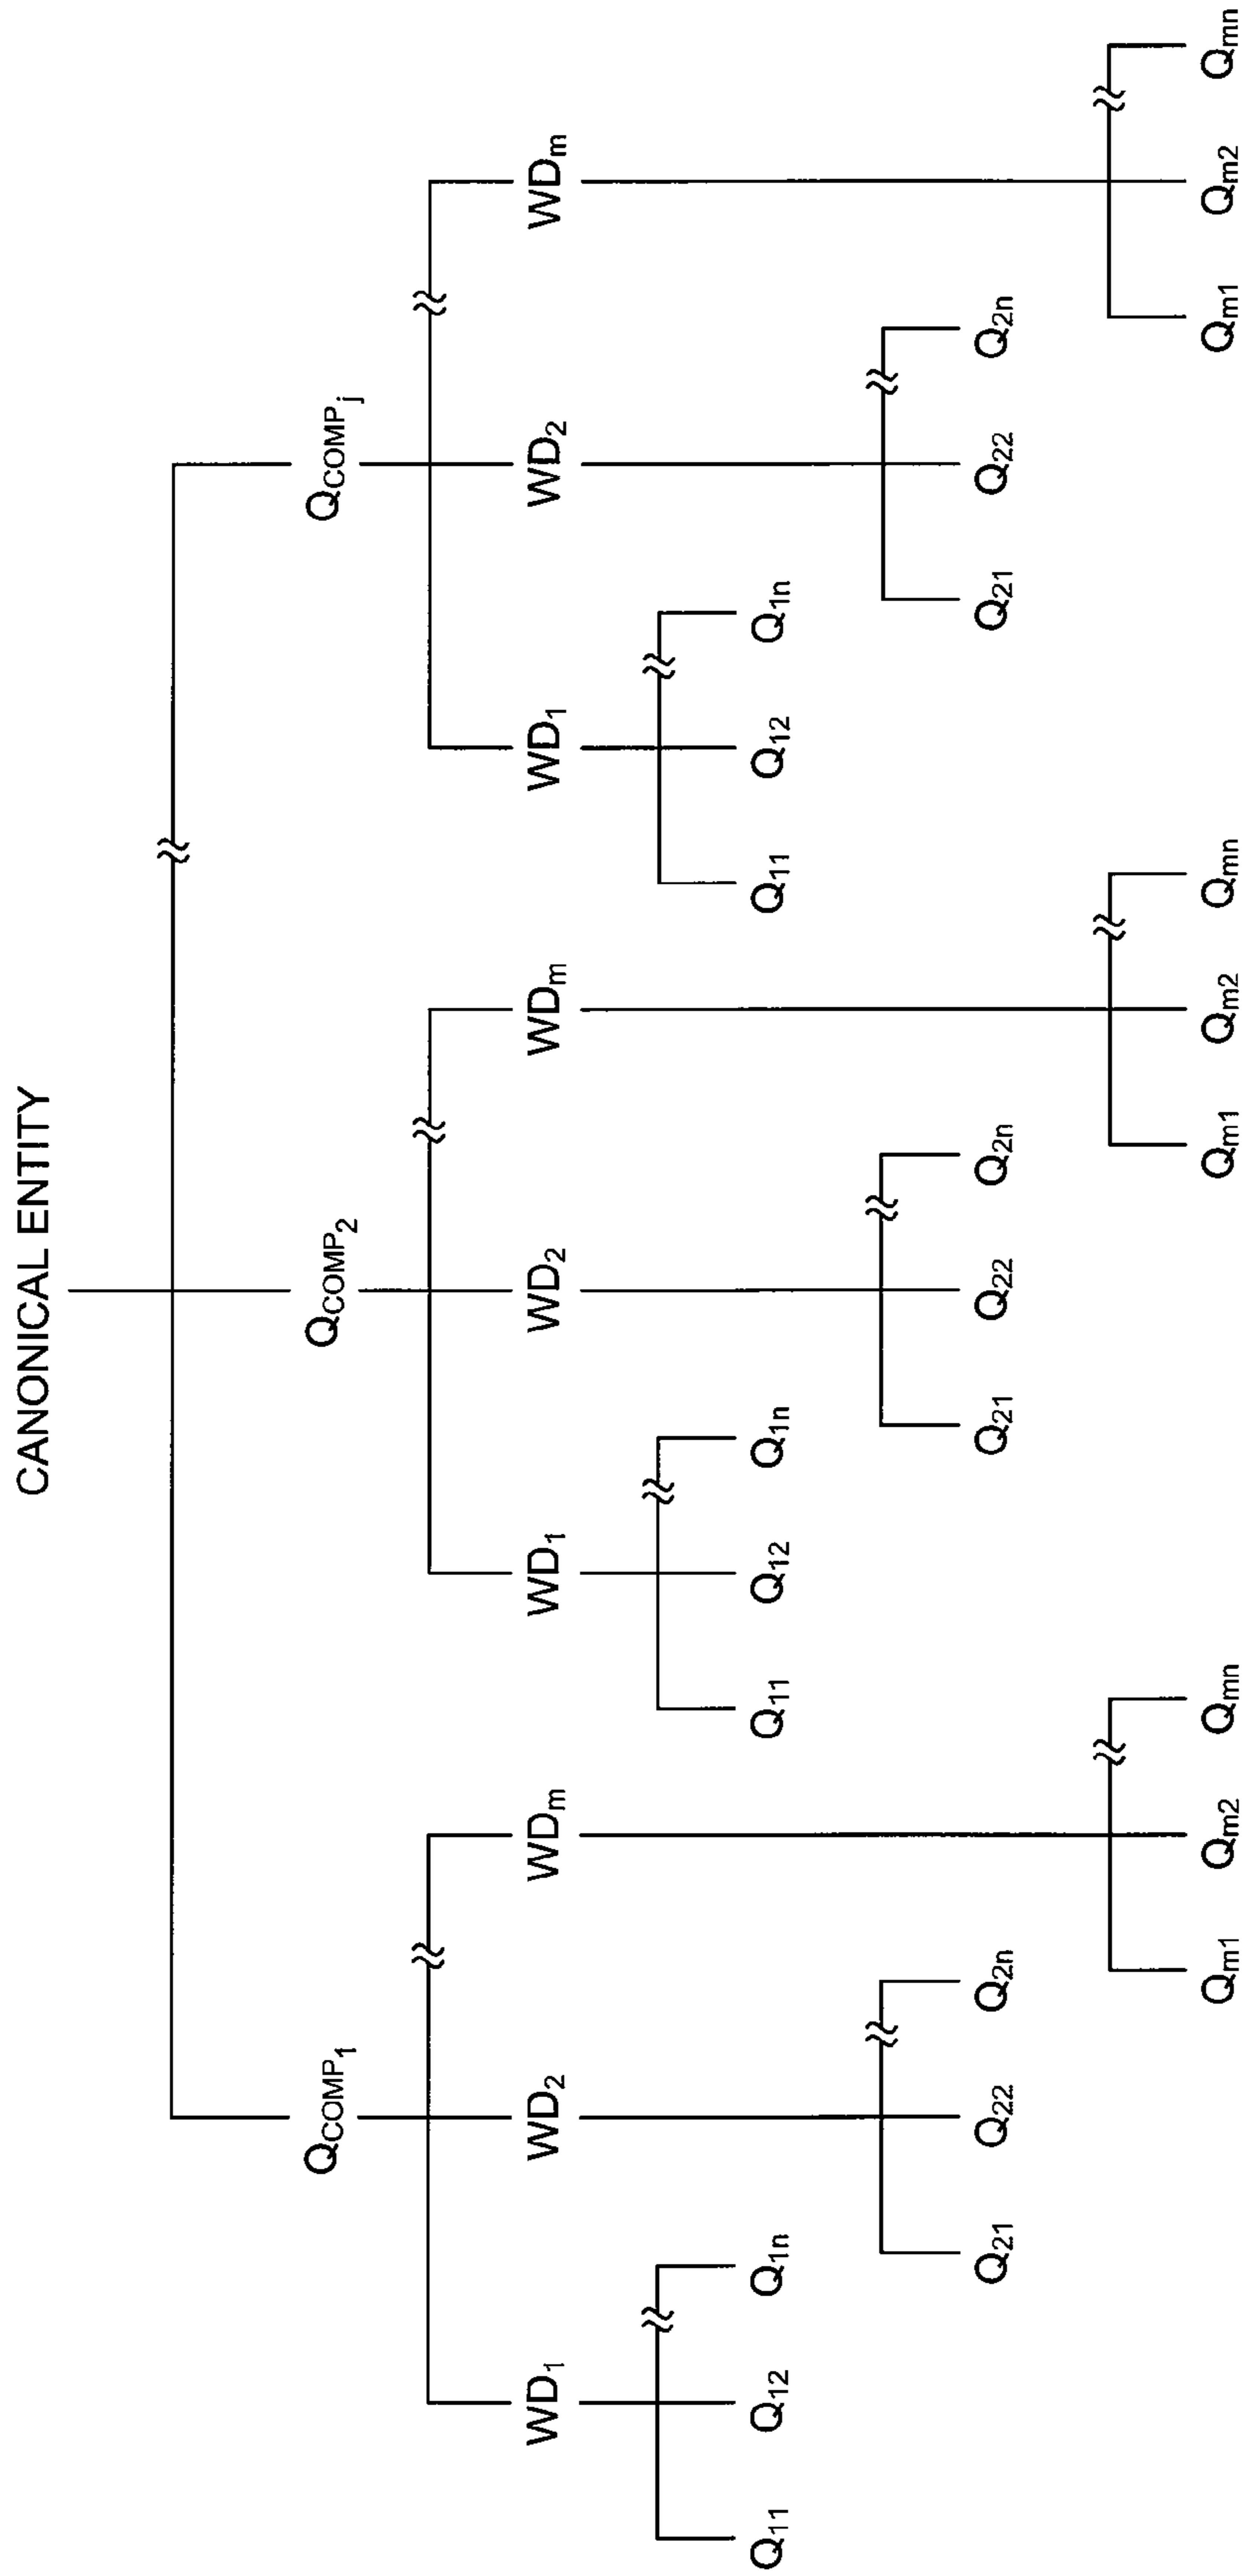 CANONICAL ENTITY
QCOMP1 QCOMP2 QCOMPj
WD1 WD2 WDm WD1 WD2 WDm WD1 WD2 WDm
Q11 Q12 Q1n Q11 Q12 Q1n Q11 Q12 Q1n
Q21 Q22 Q2n Q21 Q22 Q2n Q21 Q22 Q2n
Qm1 Qm2 Qmn Qm1 Qm2 Qmn Qm1 Qm2 Qmn